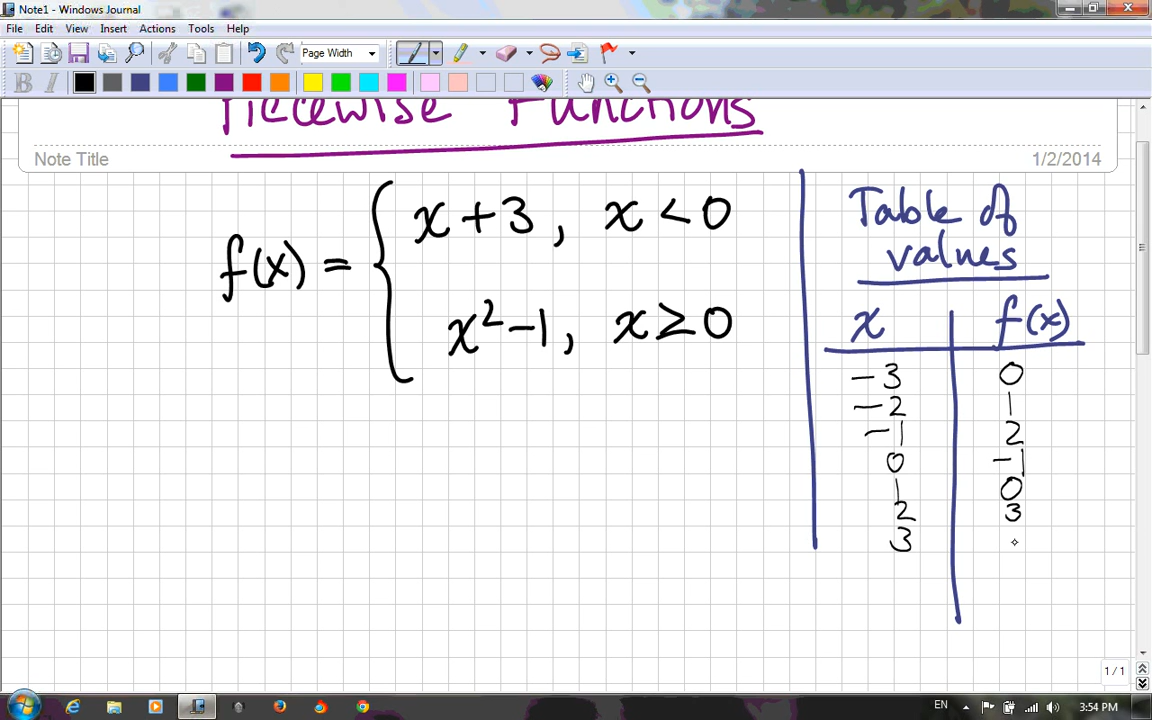 Note1 - Windows Journal
File Edit View Insert Actions Tools Help
Page Width
B I
Piecewise Functions
Note Title
1/2/2014
f(x) = { x + 3 , x < 0
x² - 1 , x ≥ 0
Table of
values
x f(x)
-3 0
-2 1
-1 2
0 -1
1 0
2 3
3
1 / 1
EN 3:54 PM